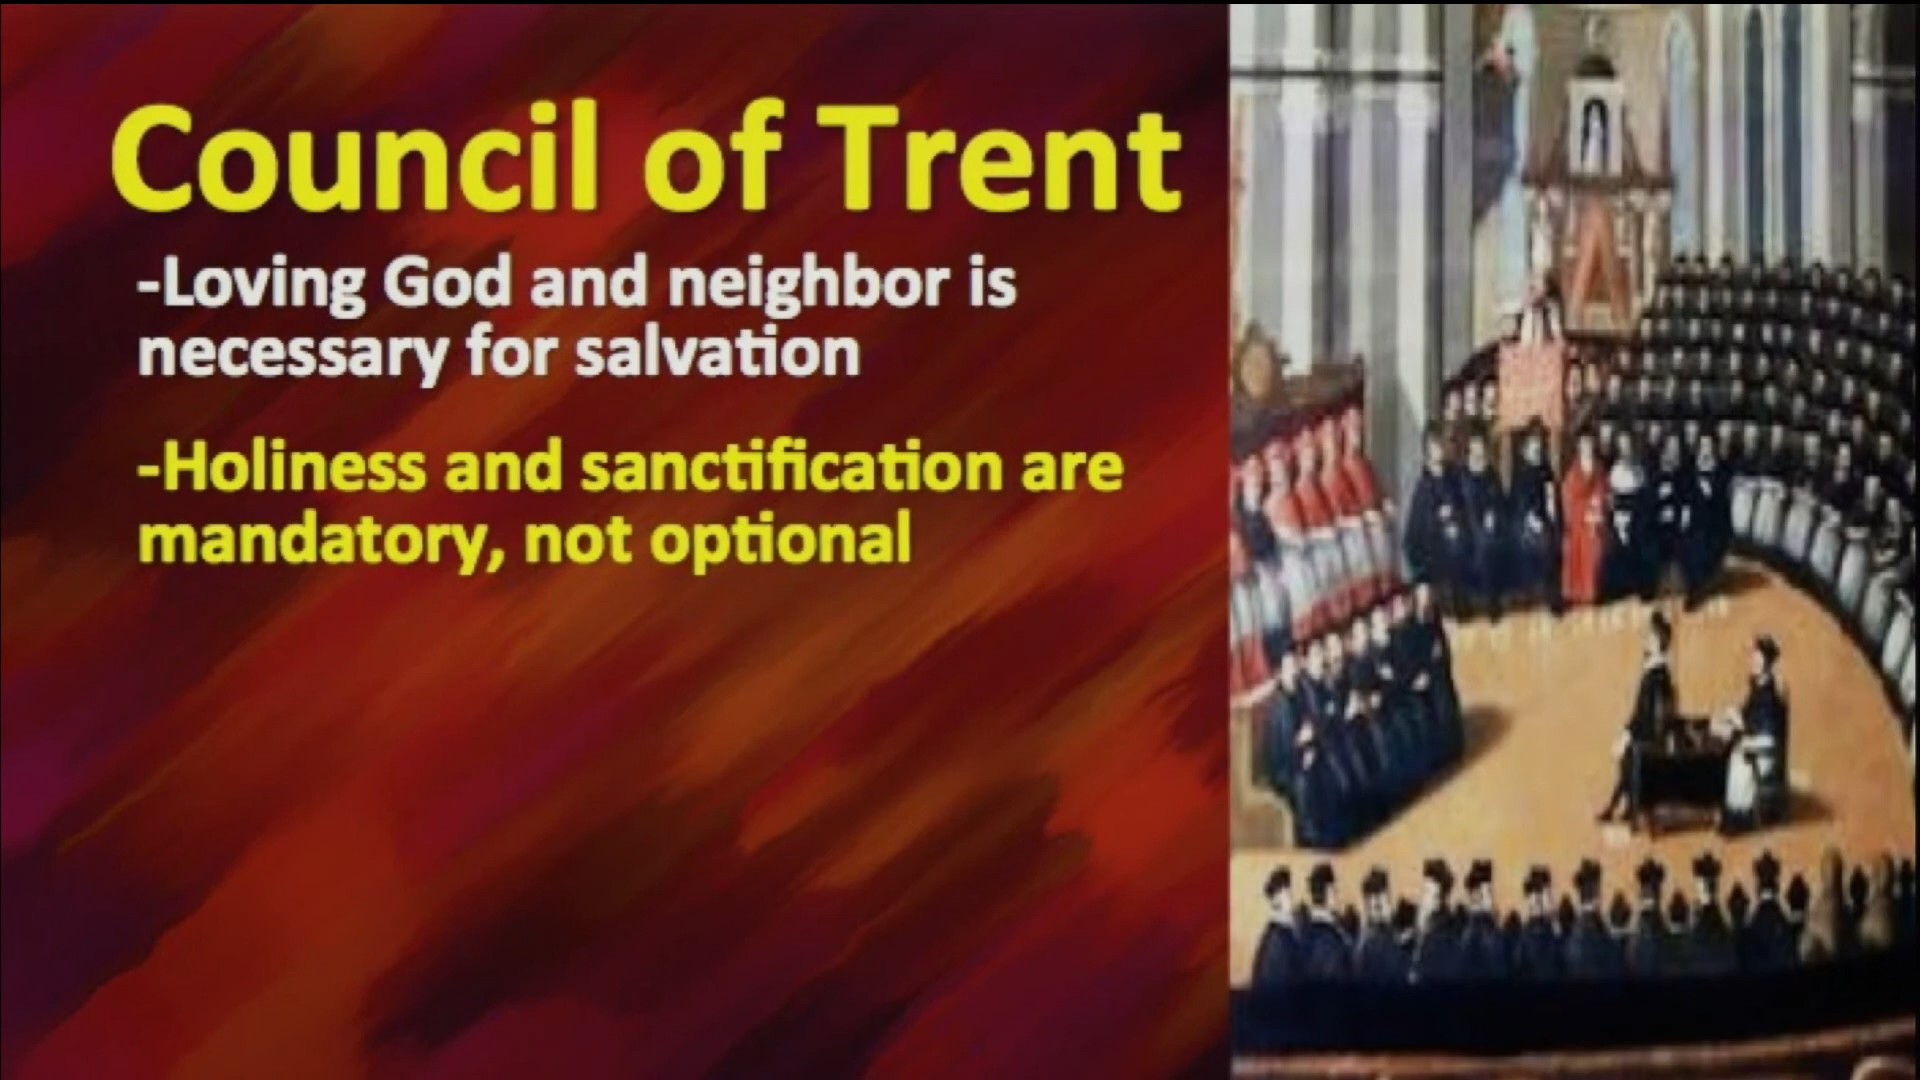 Council of Trent
-Loving God and neighbor is
necessary for salvation
-Holiness and sanctification are
mandatory, not optional